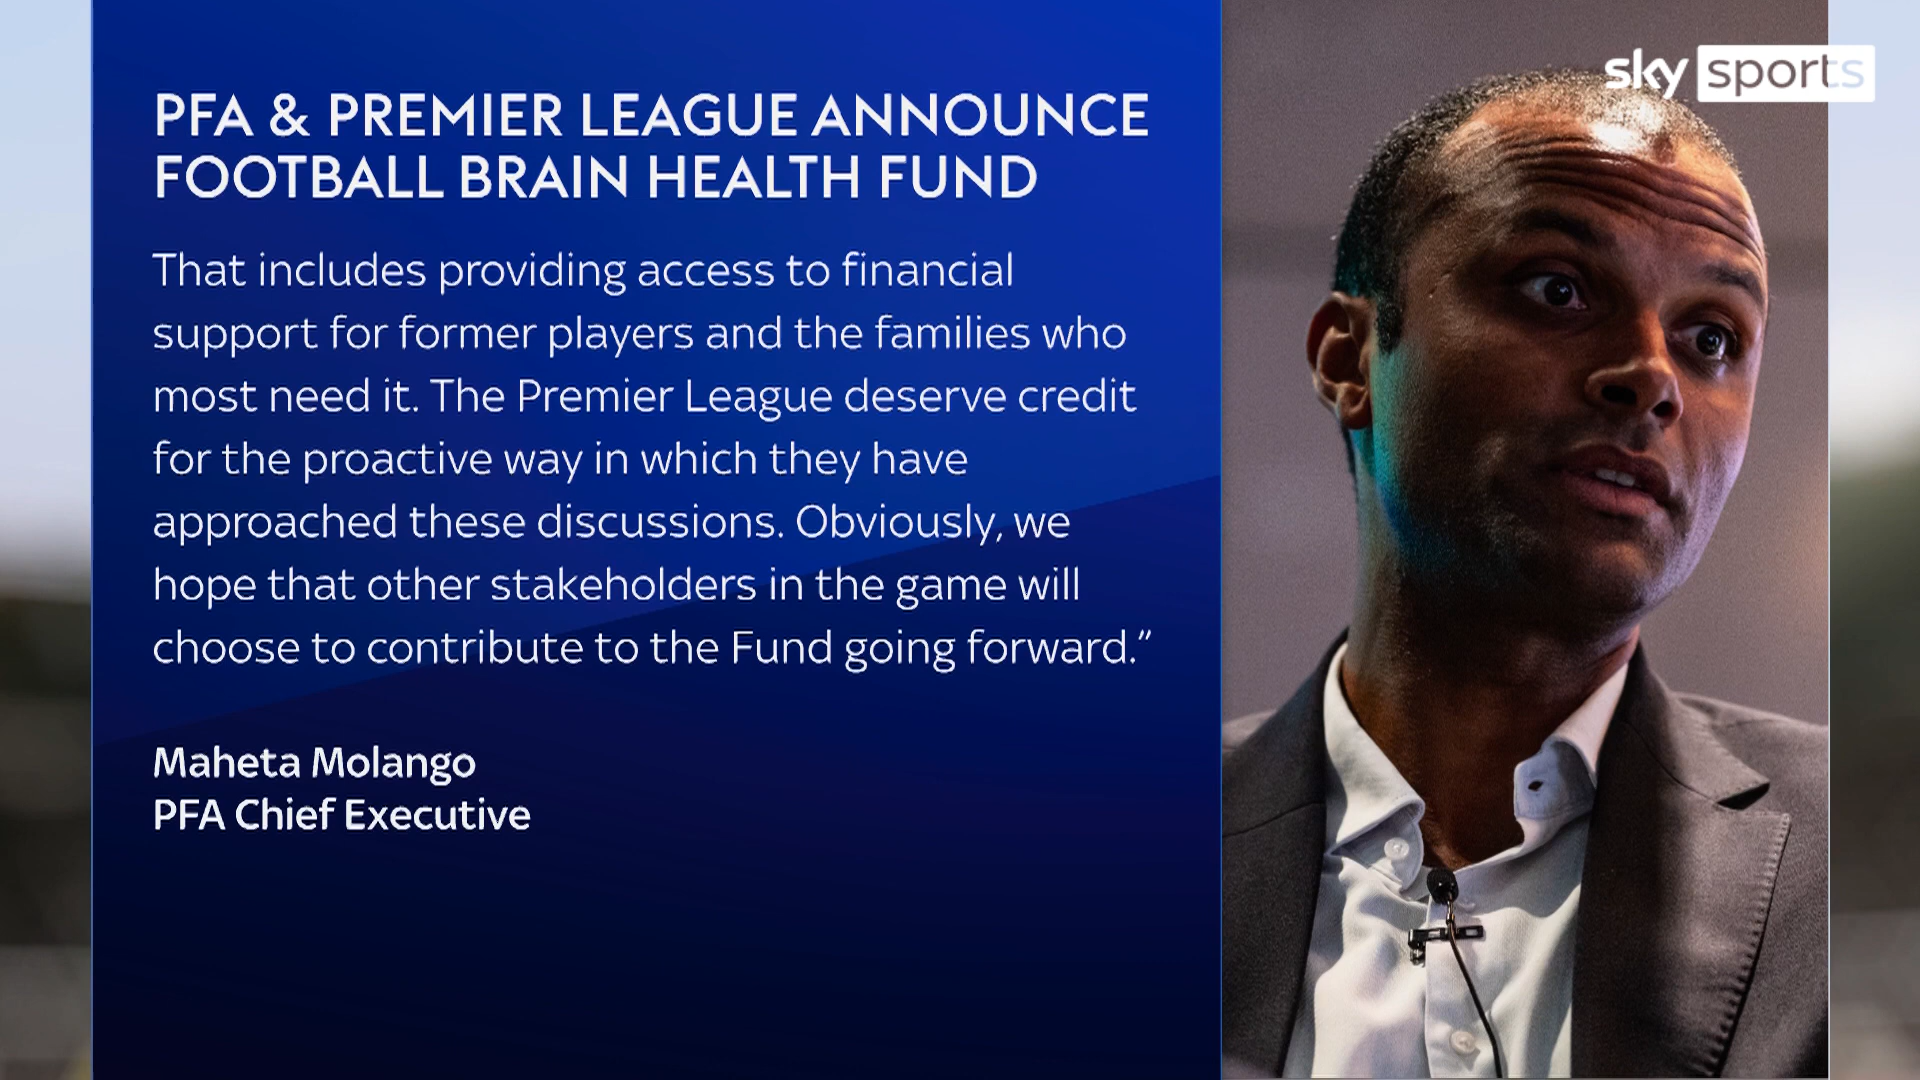 sky sports
PFA & PREMIER LEAGUE ANNOUNCE
FOOTBALL BRAIN HEALTH FUND
That includes providing access to financial
support for former players and the families who
most need it. The Premier League deserve credit
for the proactive way in which they have
approached these discussions. Obviously, we
hope that other stakeholders in the game will
choose to contribute to the Fund going forward.”
Maheta Molango
PFA Chief Executive